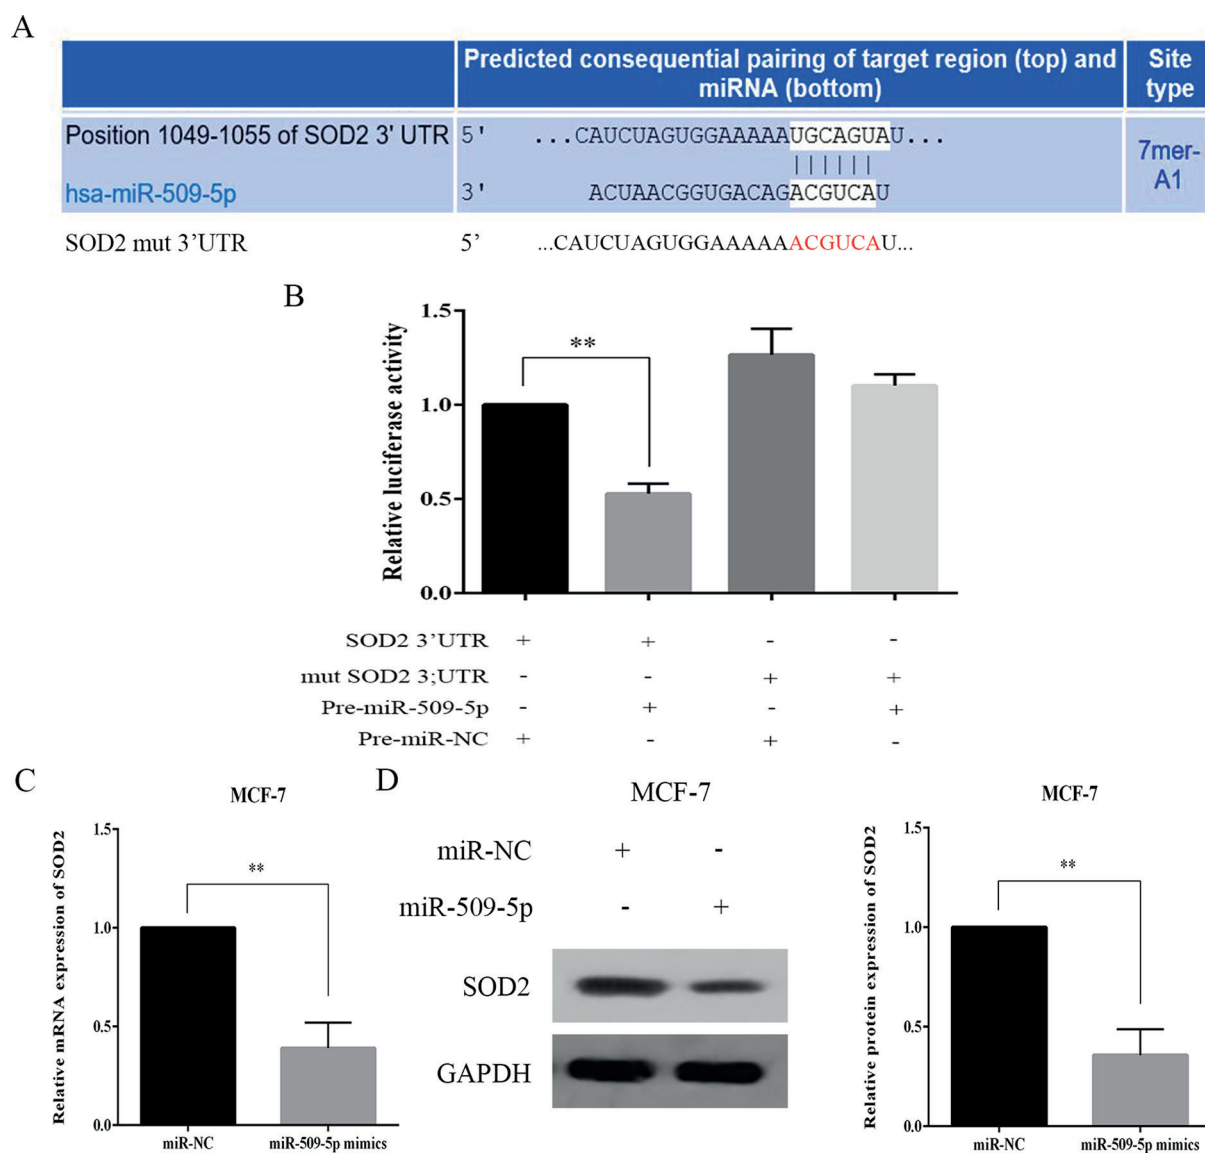 A
Predicted consequential pairing of target region (top) and
miRNA (bottom)
Site
type
Position 1049-1055 of SOD2 3' UTR 5' ...CAUCUAGUGGAAAAAUGCAGUAU...
||||||
hsa-miR-509-5p 3' ACUAACGGUGACAGACGUCAU
7mer-
A1
SOD2 mut 3’UTR 5’ ...CAUCUAGUGGAAAAAACGUCAU...
B
Relative luciferase activity
1.5
1.0
0.5
0.0
**
SOD2 3’UTR + + - -
mut SOD2 3;UTR - - + +
Pre-miR-509-5p - + - +
Pre-miR-NC + - + -
C
MCF-7
Relative mRNA expression of SOD2
1.5
1.0
0.5
0.0
**
miR-NC miR-509-5p mimics
D
MCF-7
miR-NC + -
miR-509-5p - +
SOD2
GAPDH
MCF-7
Relative protein expression of SOD2
1.5
1.0
0.5
0.0
**
miR-NC miR-509-5p mimics